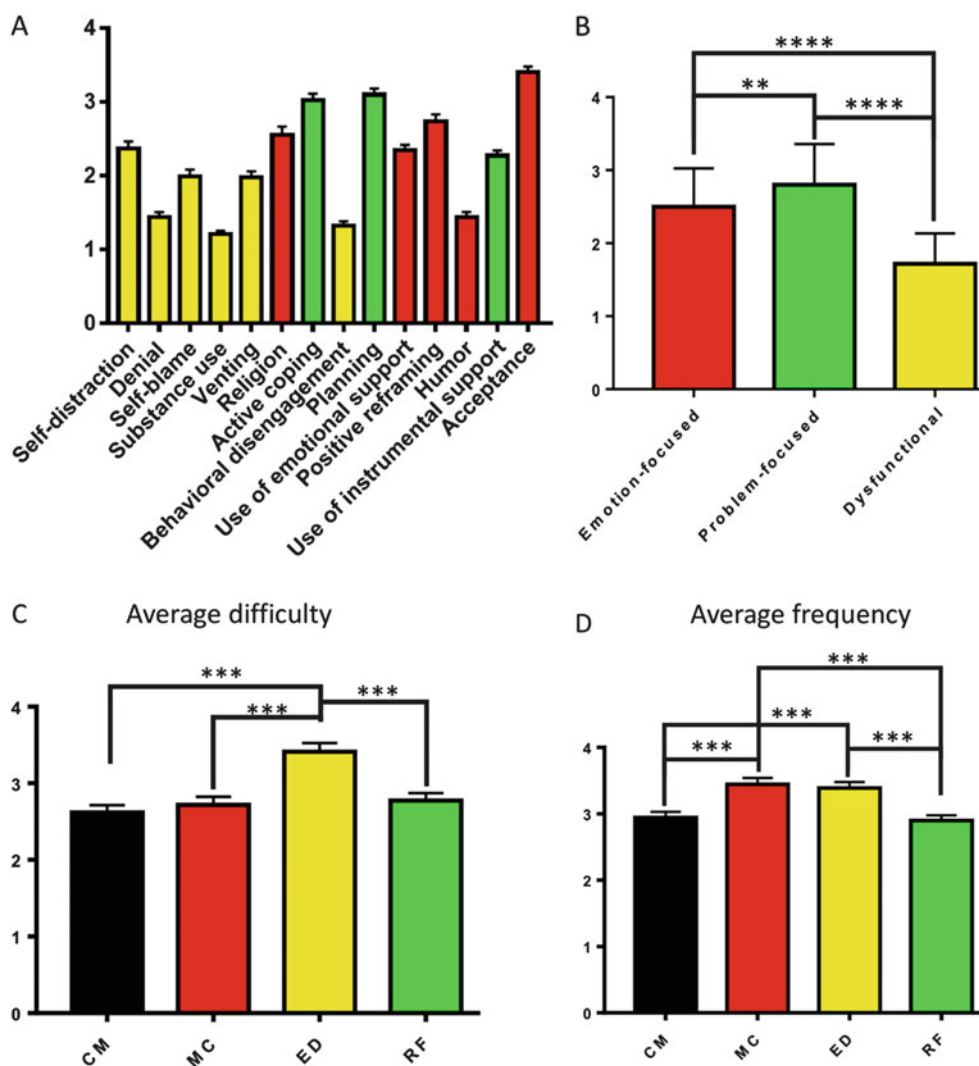 A
4
3
2
1
0
Self-distraction
Denial
Self-blame
Substance use
Venting
Religion
Active coping
Behavioral disengagement
Planning
Use of emotional support
Positive reframing
Humor
Use of instrumental support
Acceptance
B
****
**
****
4
3
2
1
0
Emotion-focused
Problem-focused
Dysfunctional
C
Average difficulty
***
***
***
4
3
2
1
0
CM
MC
ED
RF
D
Average frequency
***
***
***
***
4
3
2
1
0
CM
MC
ED
RF